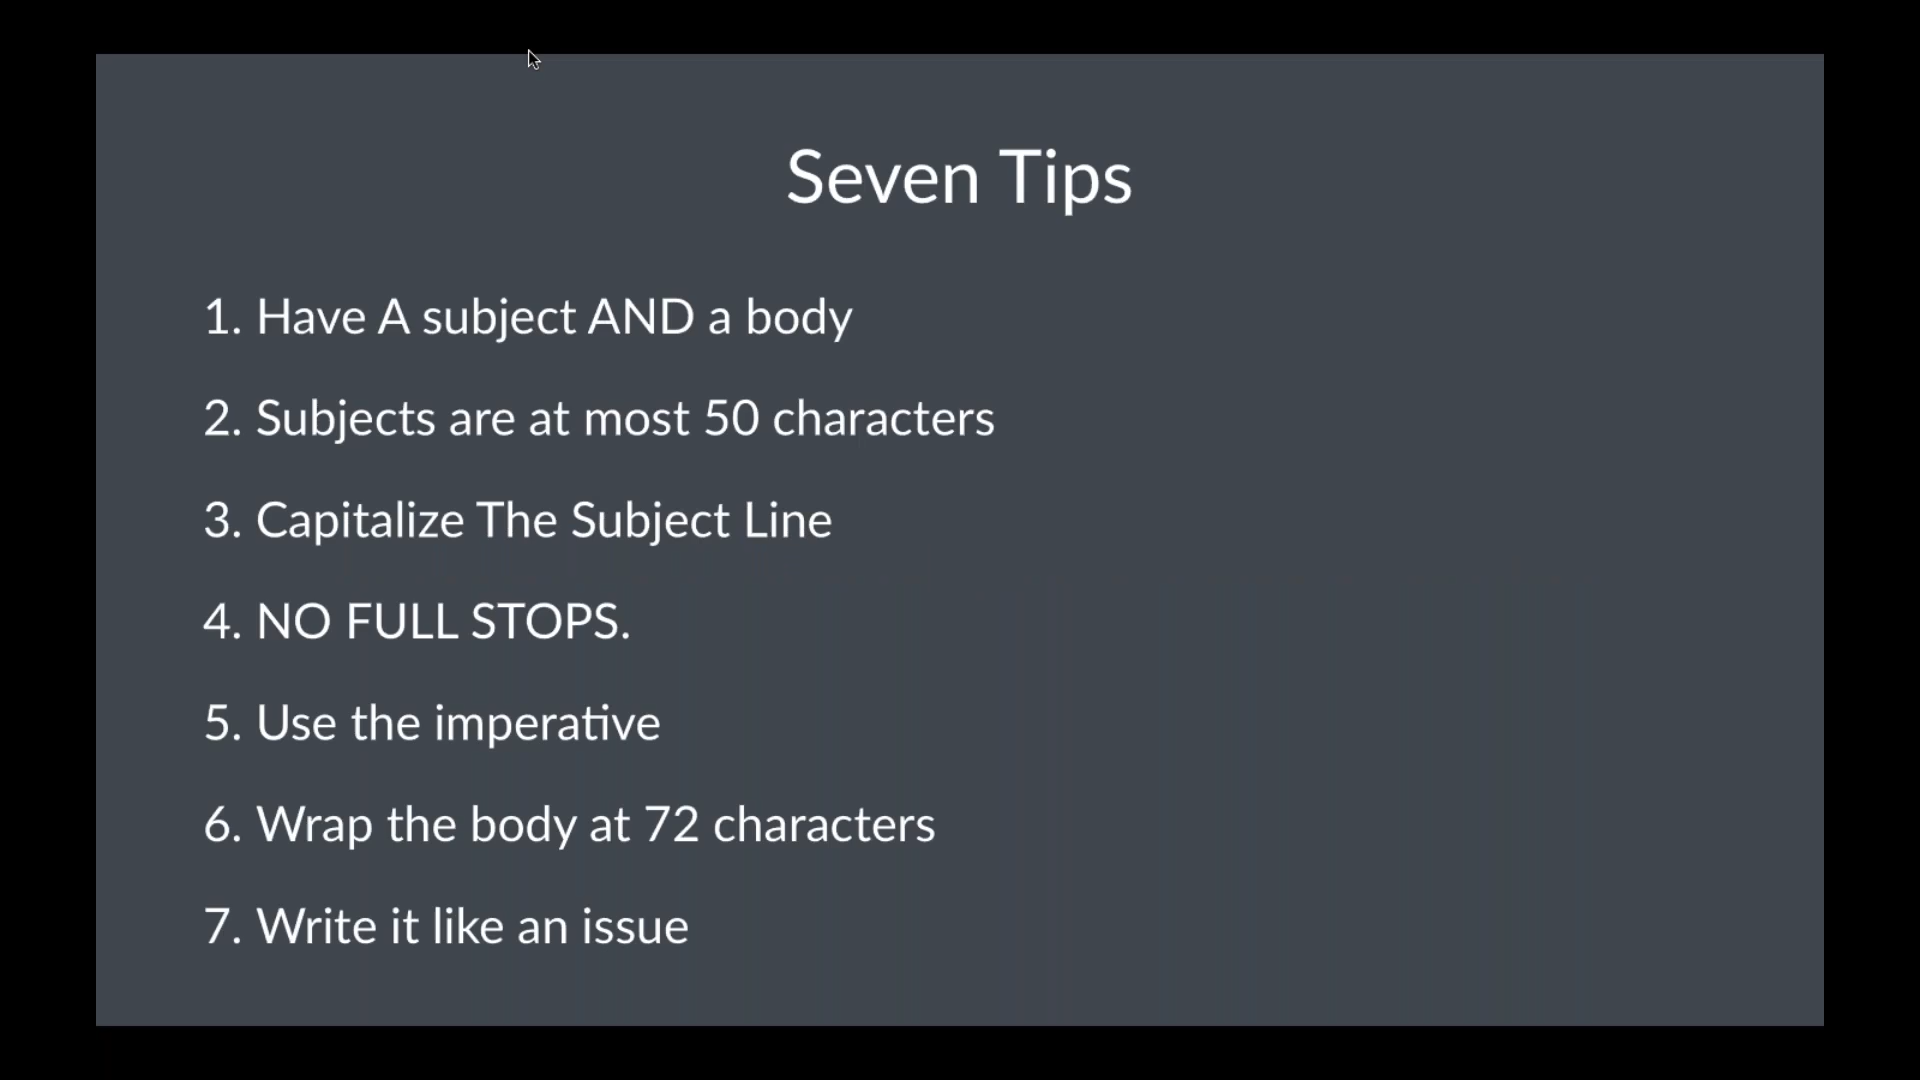 Seven Tips
1. Have A subject AND a body
2. Subjects are at most 50 characters
3. Capitalize The Subject Line
4. NO FULL STOPS.
5. Use the imperative
6. Wrap the body at 72 characters
7. Write it like an issue